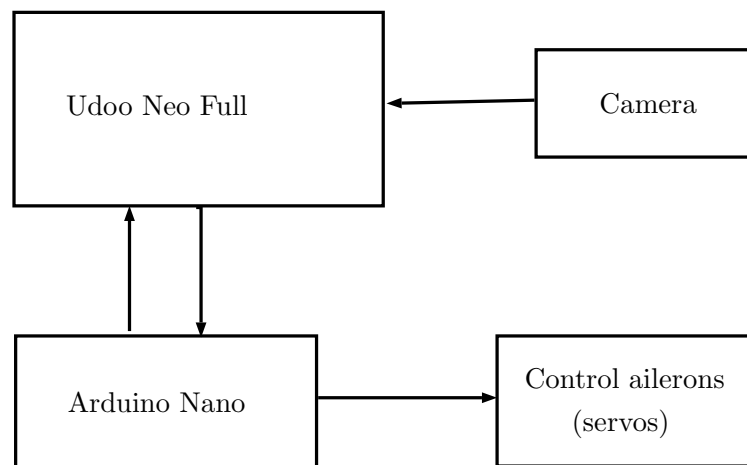 Udoo Neo Full
Camera
Arduino Nano
Control ailerons
(servos)